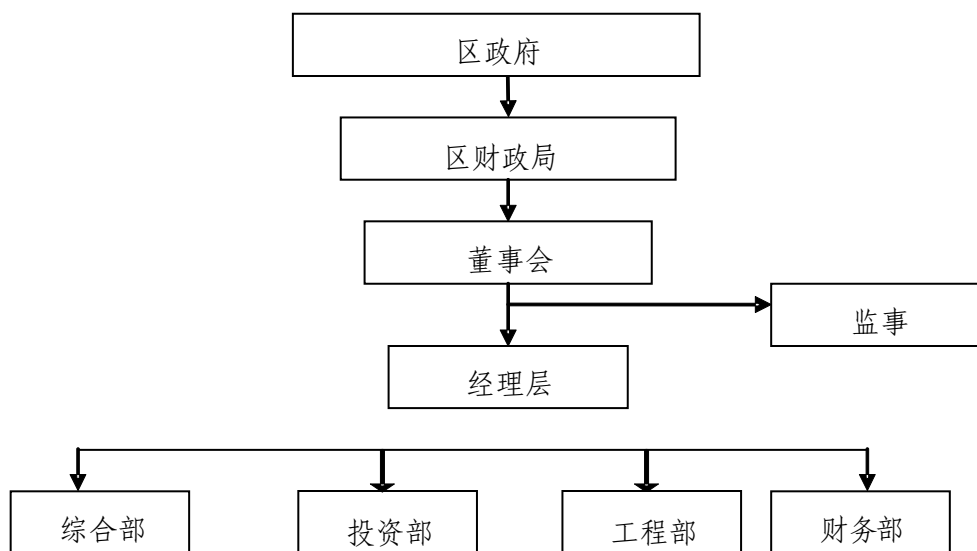 区政府
区财政局
董事会
监事
经理层
综合部
投资部
工程部
财务部